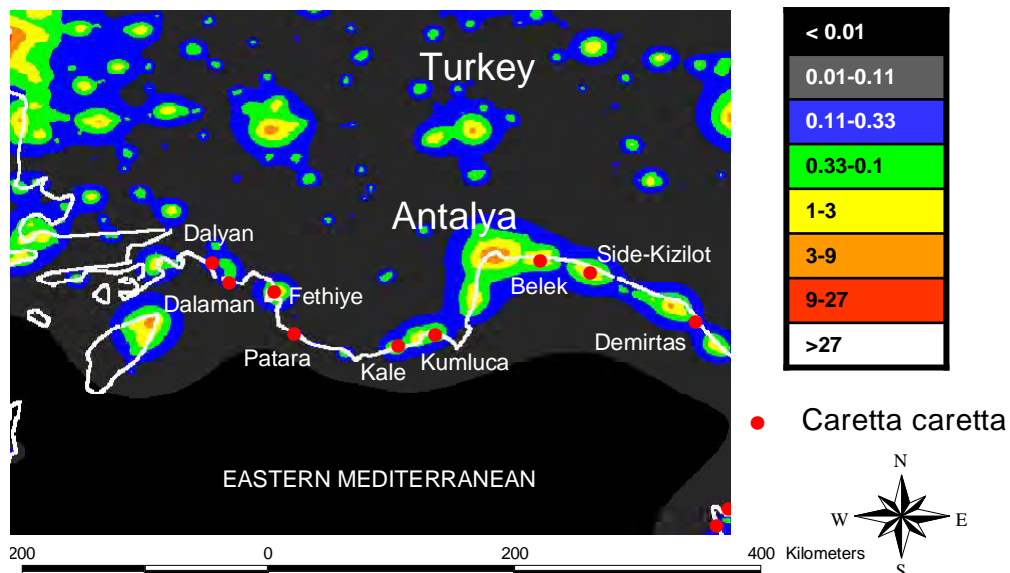 Turkey
Antalya
Dalyan
Side-Kizilot
Belek
Dalaman
Fethiye
Demirtas
Patara
Kale
Kumluca
EASTERN MEDITERRANEAN
< 0.01
0.01-0.11
0.11-0.33
0.33-0.1
1-3
3-9
9-27
>27
Caretta caretta
N
W
E
S
200
0
200
400 Kilometers